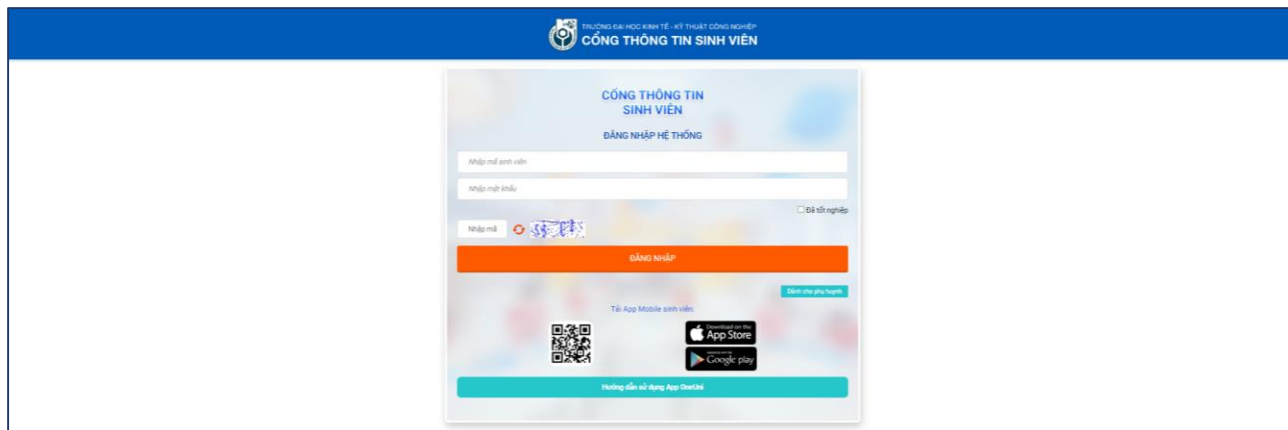 TRƯỜNG ĐẠI HỌC KINH TẾ - KỸ THUẬT CÔNG NGHIỆP
CỔNG THÔNG TIN SINH VIÊN
CỔNG THÔNG TIN
SINH VIÊN
ĐĂNG NHẬP HỆ THỐNG
Nhập mã sinh viên
Nhập mật khẩu
Đã tốt nghiệp
Nhập mã
ĐĂNG NHẬP
Dành cho phụ huynh
Tải App Mobile sinh viên:
Download on the
App Store
Google play
Hướng dẫn sử dụng App OneUni